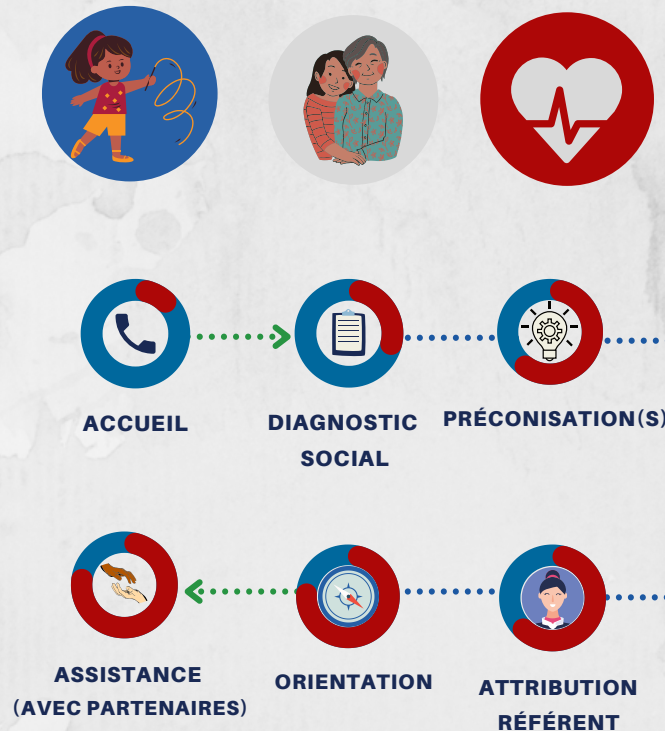 ACCUEIL
DIAGNOSTIC
SOCIAL
PRÉCONISATION(S)
ASSISTANCE
(AVEC PARTENAIRES)
ORIENTATION
ATTRIBUTION
RÉFÉRENT